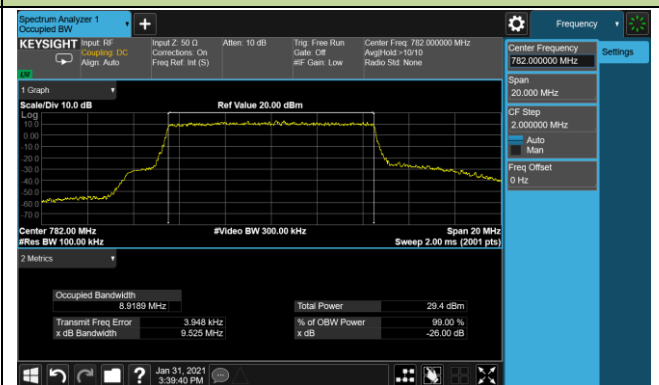 Spectrum Analyzer 1
Occupied BW
+
Frequency
KEYSIGHT
Input: RF
Coupling: DC
Align: Auto
Input Z: 50 Ω
Corrections: On
Freq Ref: Int (S)
Atten: 10 dB
Trig: Free Run
Gate: Off
#IF Gain: Low
Center Freq: 782.000000 MHz
Avg|Hold:>10/10
Radio Std: None
Center Frequency
782.000000 MHz
Settings
Span
20.000 MHz
CF Step
2.000000 MHz
Auto
Man
Freq Offset
0 Hz
1 Graph
Scale/Div 10.0 dB
Ref Value 20.00 dBm
Log
10.0
0.00
-10.0
-20.0
-30.0
-40.0
-50.0
-60.0
-70.0
Center 782.00 MHz
#Video BW 300.00 kHz
Span 20 MHz
#Res BW 100.00 kHz
Sweep 2.00 ms (2001 pts)
2 Metrics
Occupied Bandwidth
8.9189 MHz
Total Power
29.4 dBm
Transmit Freq Error
3.948 kHz
% of OBW Power
99.00 %
x dB Bandwidth
9.525 MHz
x dB
-26.00 dB
?
Jan 31, 2021
3:39:40 PM